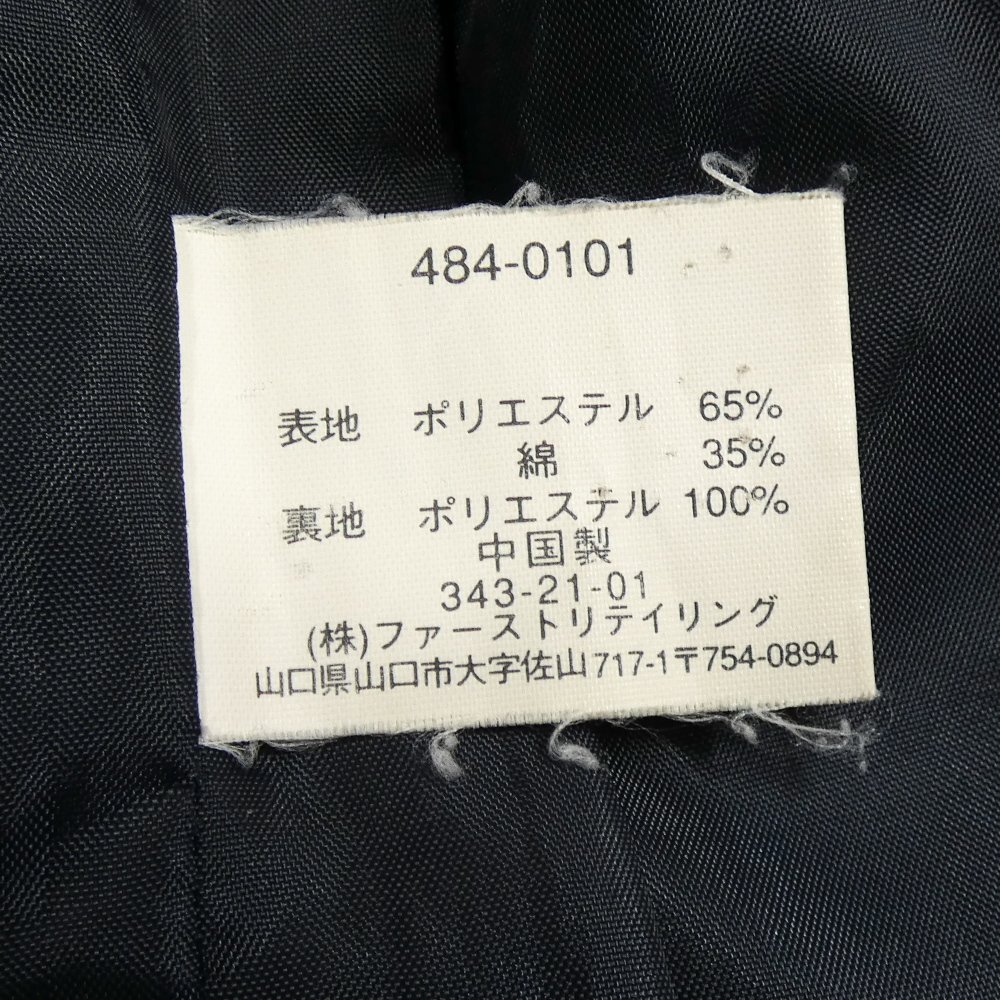 484-0101
表地 ポリエステル 65%
綿 35%
裏地 ポリエステル 100%
中国製
343-21-01
(株)ファーストリテイリング
山口県山口市大字佐山717-1〒754-0894